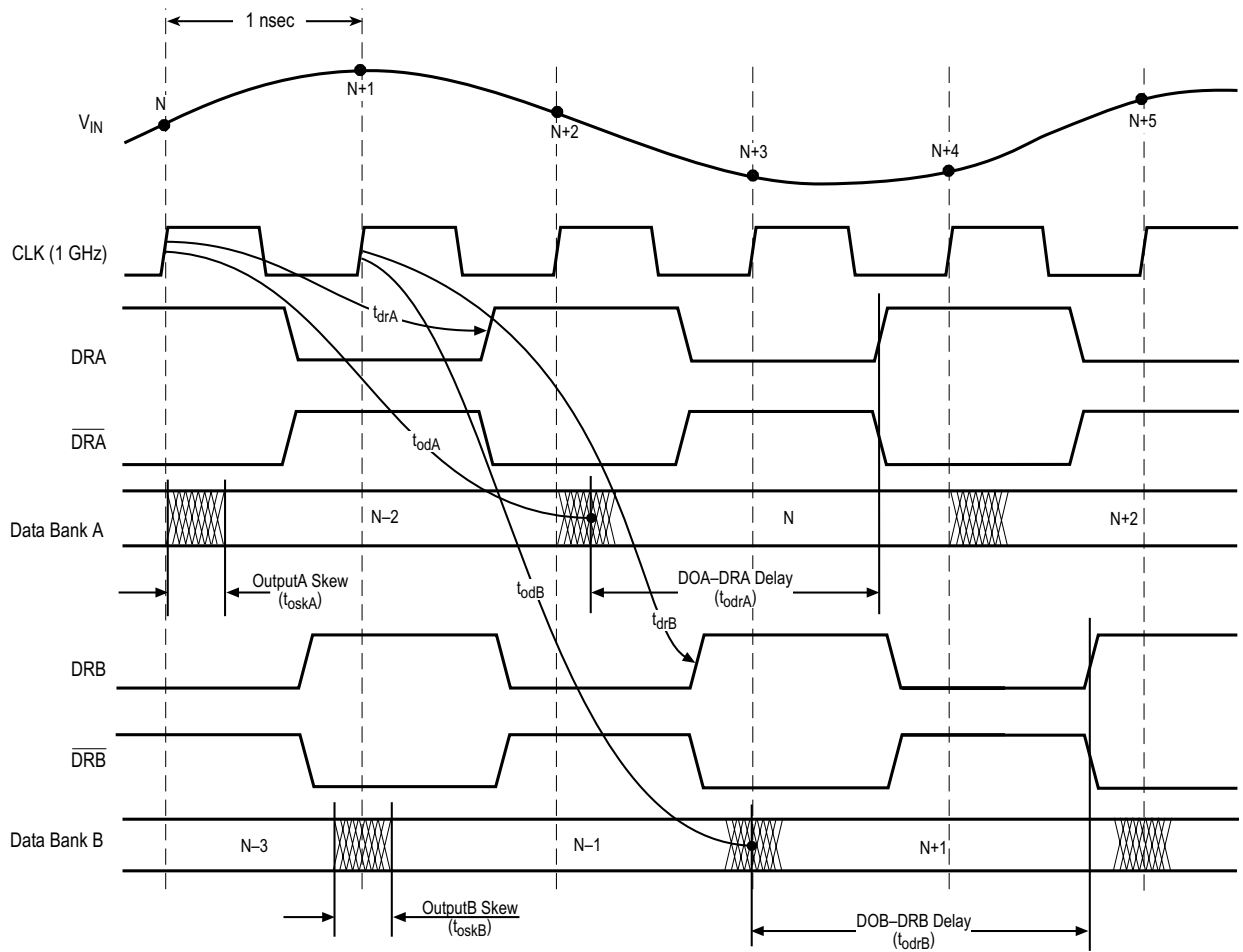 1 nsec
N
N+1
VIN
N+2
N+3
N+4
N+5
CLK (1 GHz)
tdrA
DRA
DRA
todA
Data Bank A
N–2
N
N+2
OutputA Skew
(toskA)
todB
DOA–DRA Delay
(todrA)
tdrB
DRB
DRB
Data Bank B
N–3
N–1
N+1
OutputB Skew
(toskB)
DOB–DRB Delay
(todrB)